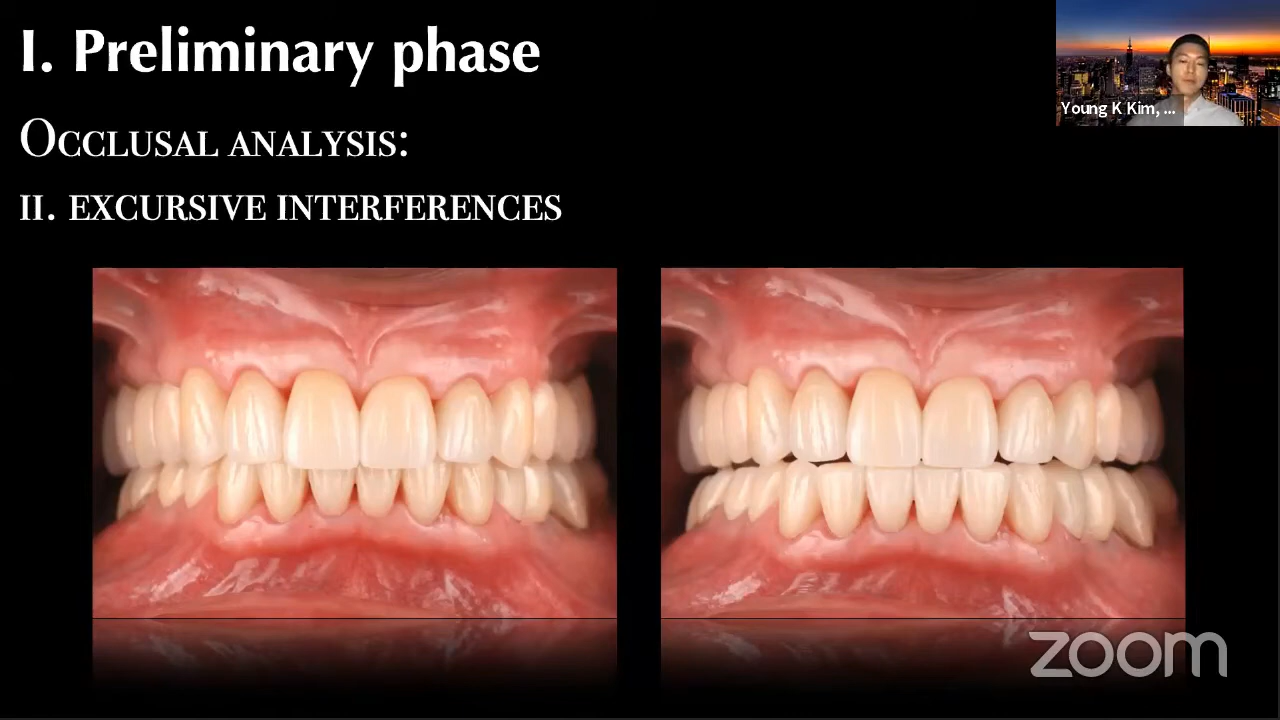 I. Preliminary phase
Occlusal analysis:
ii. excursive interferences
Young K Kim, ...
zoom